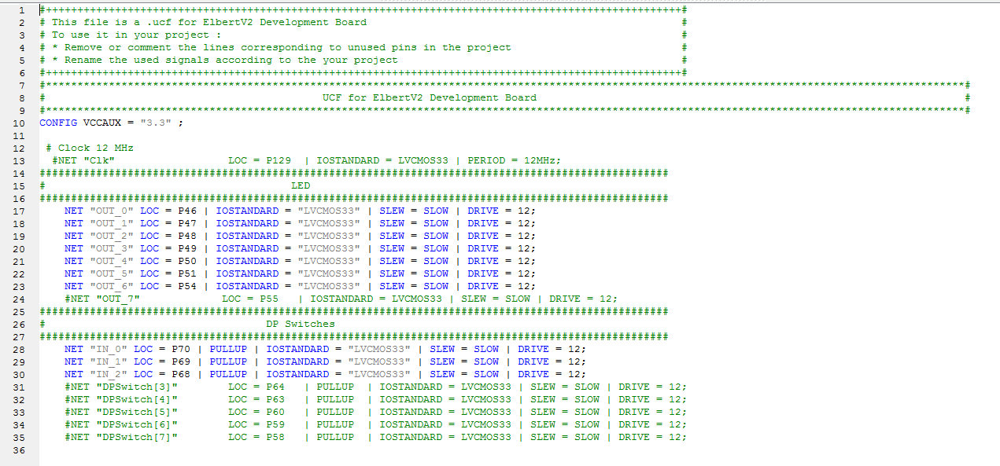 1 #+++++++++++++++++++++++++++++++++++++++++++++++++++++++++++++++++++++++++++++++++++++++++++++++++++++#
2 # This file is a .ucf for ElbertV2 Development Board #
3 # To use it in your project : #
4 # * Remove or comment the lines corresponding to unused pins in the project #
5 # * Rename the used signals according to the your project #
6 #+++++++++++++++++++++++++++++++++++++++++++++++++++++++++++++++++++++++++++++++++++++++++++++++++++++#
7 #**************************************************************************************************************************************************#
8 # UCF for ElbertV2 Development Board #
9 #**************************************************************************************************************************************************#
10 CONFIG VCCAUX = "3.3" ;
11
12 # Clock 12 MHz
13 #NET "Clk" LOC = P129 | IOSTANDARD = LVCMOS33 | PERIOD = 12MHz;
14 ####################################################################################################
15 # LED
16 ####################################################################################################
17 NET "OUT_0" LOC = P46 | IOSTANDARD = "LVCMOS33" | SLEW = SLOW | DRIVE = 12;
18 NET "OUT_1" LOC = P47 | IOSTANDARD = "LVCMOS33" | SLEW = SLOW | DRIVE = 12;
19 NET "OUT_2" LOC = P48 | IOSTANDARD = "LVCMOS33" | SLEW = SLOW | DRIVE = 12;
20 NET "OUT_3" LOC = P49 | IOSTANDARD = "LVCMOS33" | SLEW = SLOW | DRIVE = 12;
21 NET "OUT_4" LOC = P50 | IOSTANDARD = "LVCMOS33" | SLEW = SLOW | DRIVE = 12;
22 NET "OUT_5" LOC = P51 | IOSTANDARD = "LVCMOS33" | SLEW = SLOW | DRIVE = 12;
23 NET "OUT_6" LOC = P54 | IOSTANDARD = "LVCMOS33" | SLEW = SLOW | DRIVE = 12;
24 #NET "OUT_7" LOC = P55 | IOSTANDARD = LVCMOS33 | SLEW = SLOW | DRIVE = 12;
25 ####################################################################################################
26 # DP Switches
27 ####################################################################################################
28 NET "IN_0" LOC = P70 | PULLUP | IOSTANDARD = "LVCMOS33" | SLEW = SLOW | DRIVE = 12;
29 NET "IN_1" LOC = P69 | PULLUP | IOSTANDARD = "LVCMOS33" | SLEW = SLOW | DRIVE = 12;
30 NET "IN_2" LOC = P68 | PULLUP | IOSTANDARD = "LVCMOS33" | SLEW = SLOW | DRIVE = 12;
31 #NET "DPSwitch[3]" LOC = P64 | PULLUP | IOSTANDARD = LVCMOS33 | SLEW = SLOW | DRIVE = 12;
32 #NET "DPSwitch[4]" LOC = P63 | PULLUP | IOSTANDARD = LVCMOS33 | SLEW = SLOW | DRIVE = 12;
33 #NET "DPSwitch[5]" LOC = P60 | PULLUP | IOSTANDARD = LVCMOS33 | SLEW = SLOW | DRIVE = 12;
34 #NET "DPSwitch[6]" LOC = P59 | PULLUP | IOSTANDARD = LVCMOS33 | SLEW = SLOW | DRIVE = 12;
35 #NET "DPSwitch[7]" LOC = P58 | PULLUP | IOSTANDARD = LVCMOS33 | SLEW = SLOW | DRIVE = 12;
36